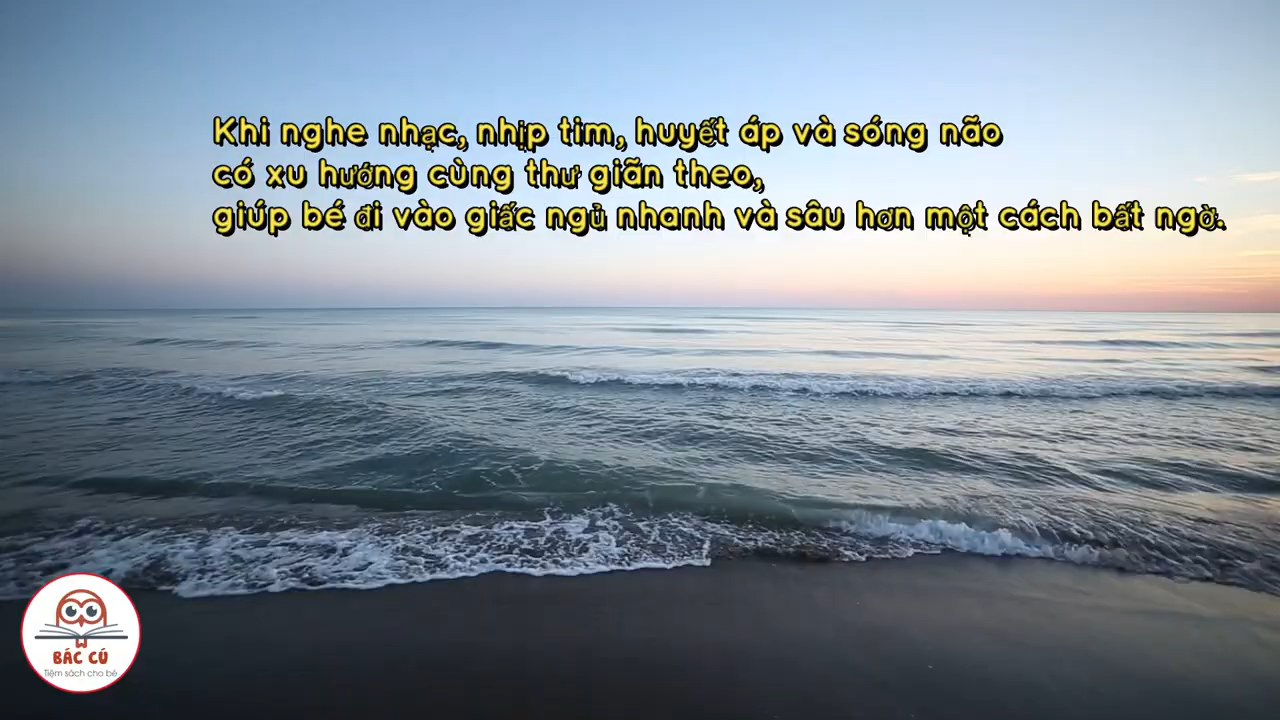 Khi nghe nhạc, nhịp tim, huyết áp và sóng não
có xu hướng cùng thư giãn theo,
giúp bé đi vào giấc ngủ nhanh và sâu hơn một cách bất ngờ.
BÁC CÚ
Tiệm sách cho bé